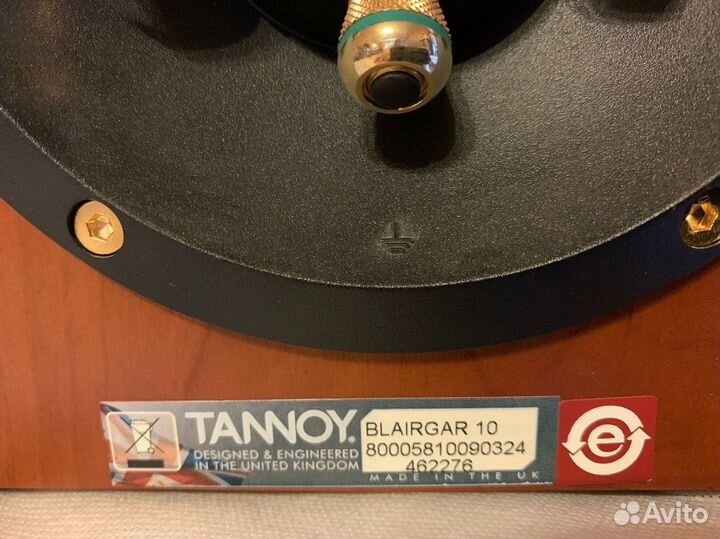 TANNOY.
DESIGNED & ENGINEERED
IN THE UNITED KINGDOM
BLAIRGAR 10
80005810090324
462276
MADE IN THE UK
e
Avito